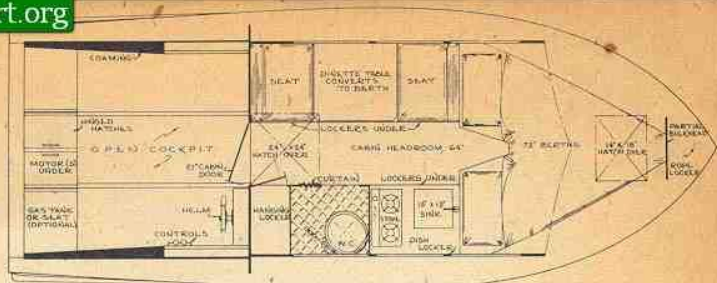 rt.org
COAMING
HINGED
HATCHES
OPEN COCKPIT
MOTOR(S)
UNDER
21" CABIN
DOOR
GAS TANK
OR SEAT
(OPTIONAL)
HELM
CONTROLS
SEAT
DINETTE TABLE
CONVERTS
TO BERTH
SEAT
LOCKERS UNDER
24" x 24"
HATCH OVER
CABIN HEADROOM 64"
CURTAIN
LOCKERS UNDER
HANGING
LOCKER
W.C.
STOVE
SINK
DISH
LOCKER
72" BERTHS
HATCH OVER
PARTIAL
BULKHEAD
ROPE
LOCKER